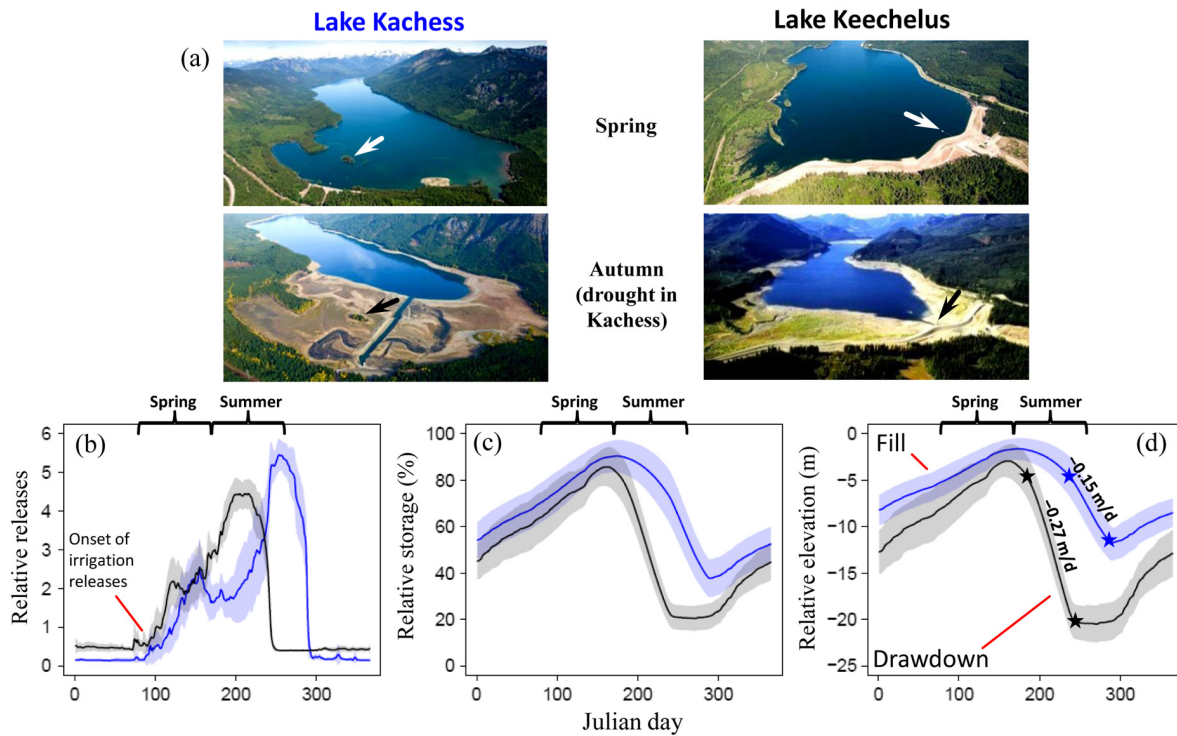 Lake Kachess
Lake Keechelus
(a)
Spring
Autumn
(drought in
Kachess)
Spring
Summer
(b)
Relative releases
6
5
4
3
2
1
0
Onset of
irrigation
releases
0
100
200
300
Spring
Summer
(c)
Relative storage (%)
100
80
60
40
20
0
0
100
200
300
Julian day
Spring
Summer
(d)
Relative elevation (m)
0
−5
−10
−15
−20
−25
Fill
−0.15 m/d
−0.27 m/d
Drawdown
0
100
200
300